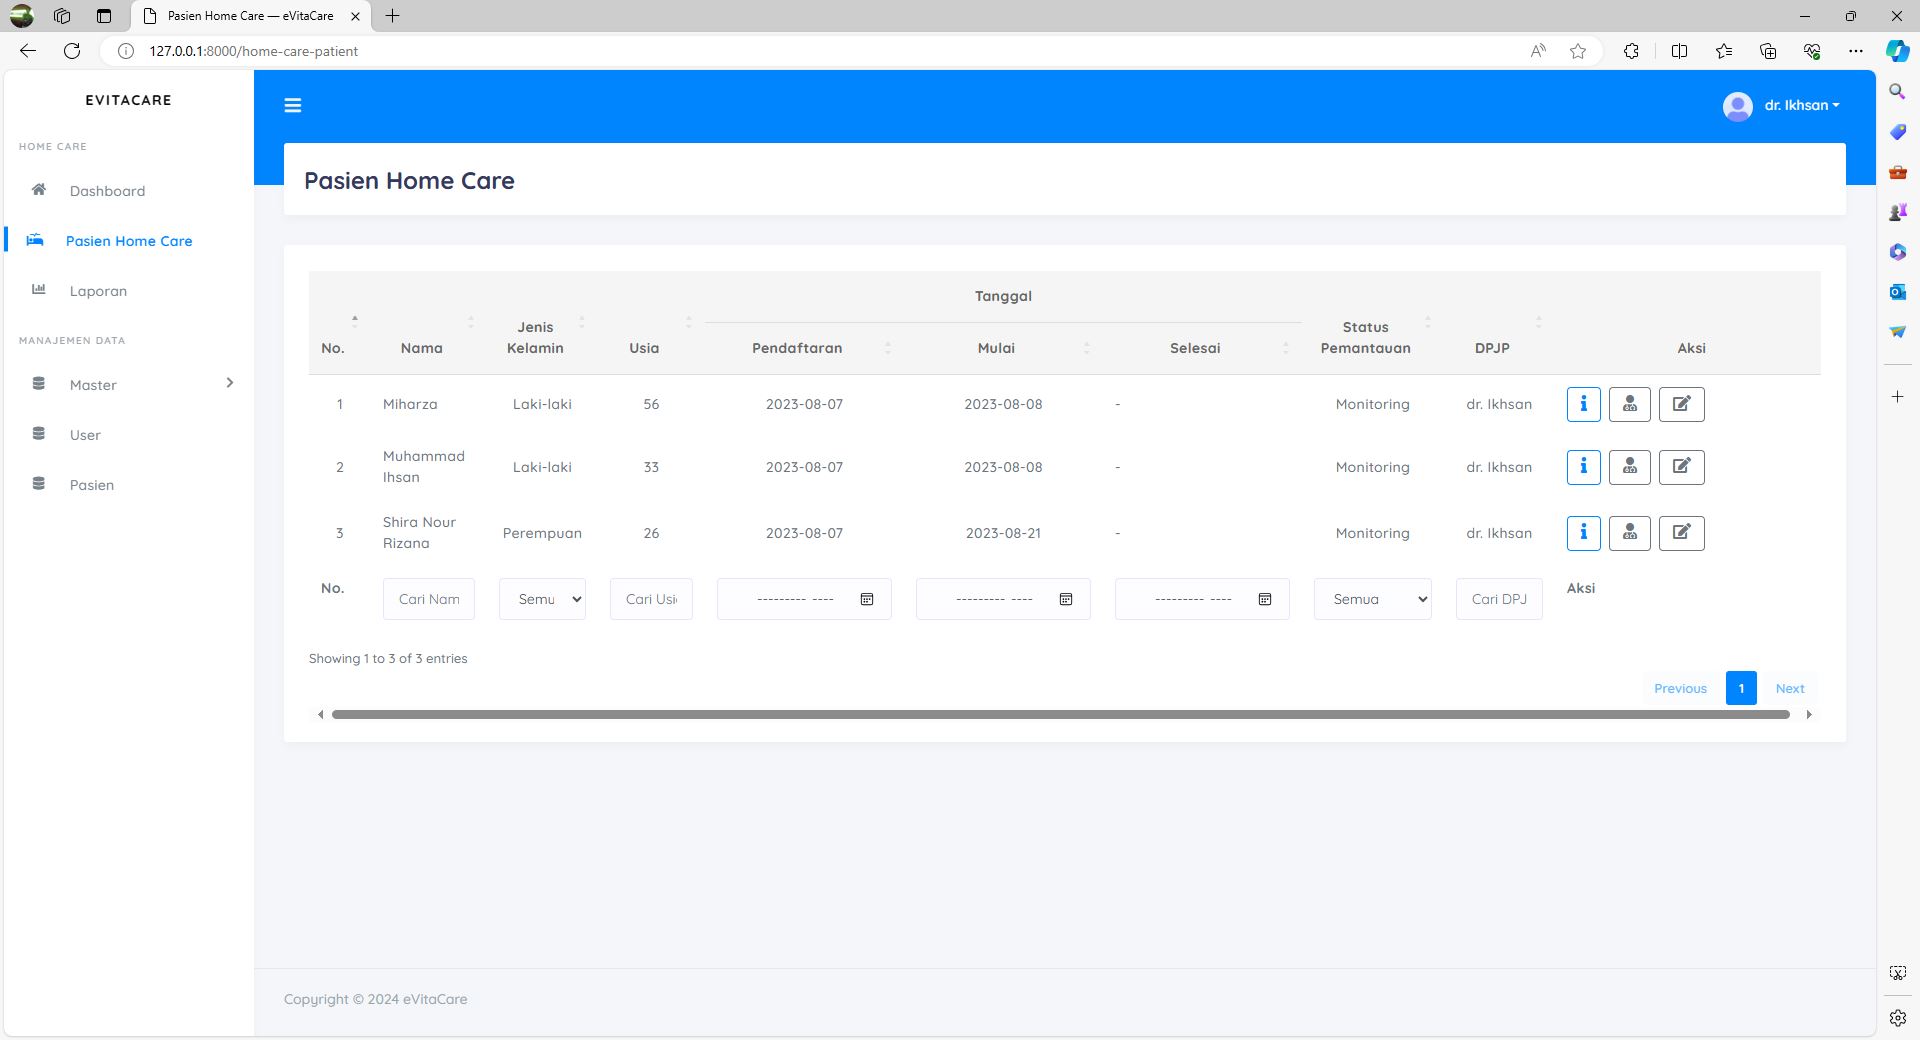 Pasien Home Care — eVitaCare
127.0.0.1:8000/home-care-patient
EVITACARE
dr. Ikhsan
HOME CARE
Dashboard
Pasien Home Care
Laporan
MANAJEMEN DATA
Master
User
Pasien
Pasien Home Care
Tanggal
No. Nama Jenis Kelamin Usia Pendaftaran Mulai Selesai Status Pemantauan DPJP Aksi
1 Miharza Laki-laki 56 2023-08-07 2023-08-08 - Monitoring dr. Ikhsan
2 Muhammad Ihsan Laki-laki 33 2023-08-07 2023-08-08 - Monitoring dr. Ikhsan
3 Shira Nour Rizana Perempuan 26 2023-08-07 2023-08-21 - Monitoring dr. Ikhsan
No. Cari Nam Semu Cari Usi --------- ---- --------- ---- --------- ---- Semua Cari DPJ Aksi
Showing 1 to 3 of 3 entries
Previous 1 Next
Copyright © 2024 eVitaCare